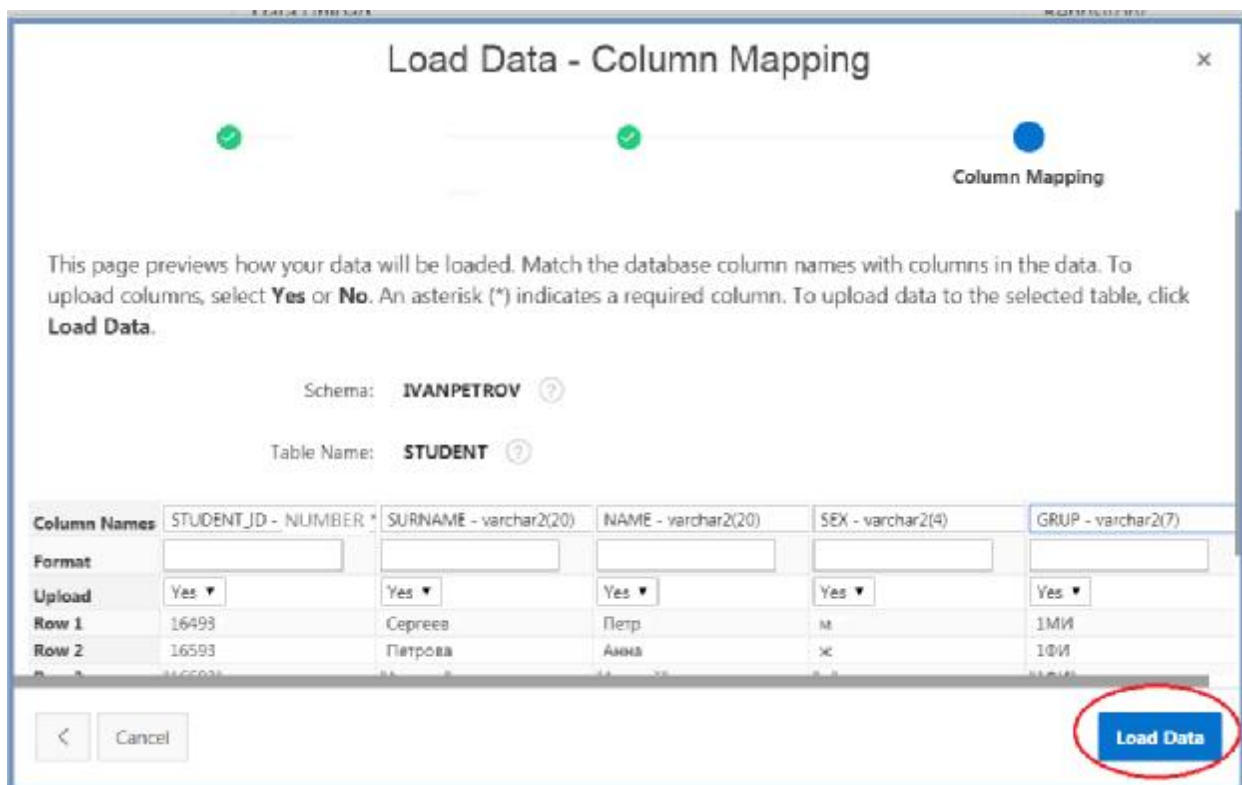 Load Data - Column Mapping ×
Column Mapping
This page previews how your data will be loaded. Match the database column names with columns in the data. To
upload columns, select Yes or No. An asterisk (*) indicates a required column. To upload data to the selected table, click
Load Data.
Schema: IVANPETROV ?
Table Name: STUDENT ?
Column Names STUDENT_ID - NUMBER * SURNAME - varchar2(20) NAME - varchar2(20) SEX - varchar2(4) GRUP - varchar2(7)
Format
Upload Yes Yes Yes Yes Yes
Row 1 16493 Сергеев Петр м 1МИ
Row 2 16593 Петрова Анна ж 1ФИ
< Cancel Load Data